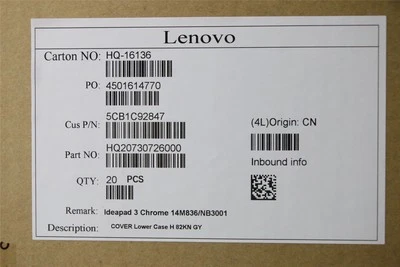 Lenovo
Carton NO: HQ-16136
PO: 4501614770
Cus P/N: 5CB1C92847
(4L)Origin: CN
Part NO: HQ20730726000
Inbound info
QTY: 20 PCS
Remark: Ideapad 3 Chrome 14M836/NB3001
Description: COVER Lower Case H 82KN GY